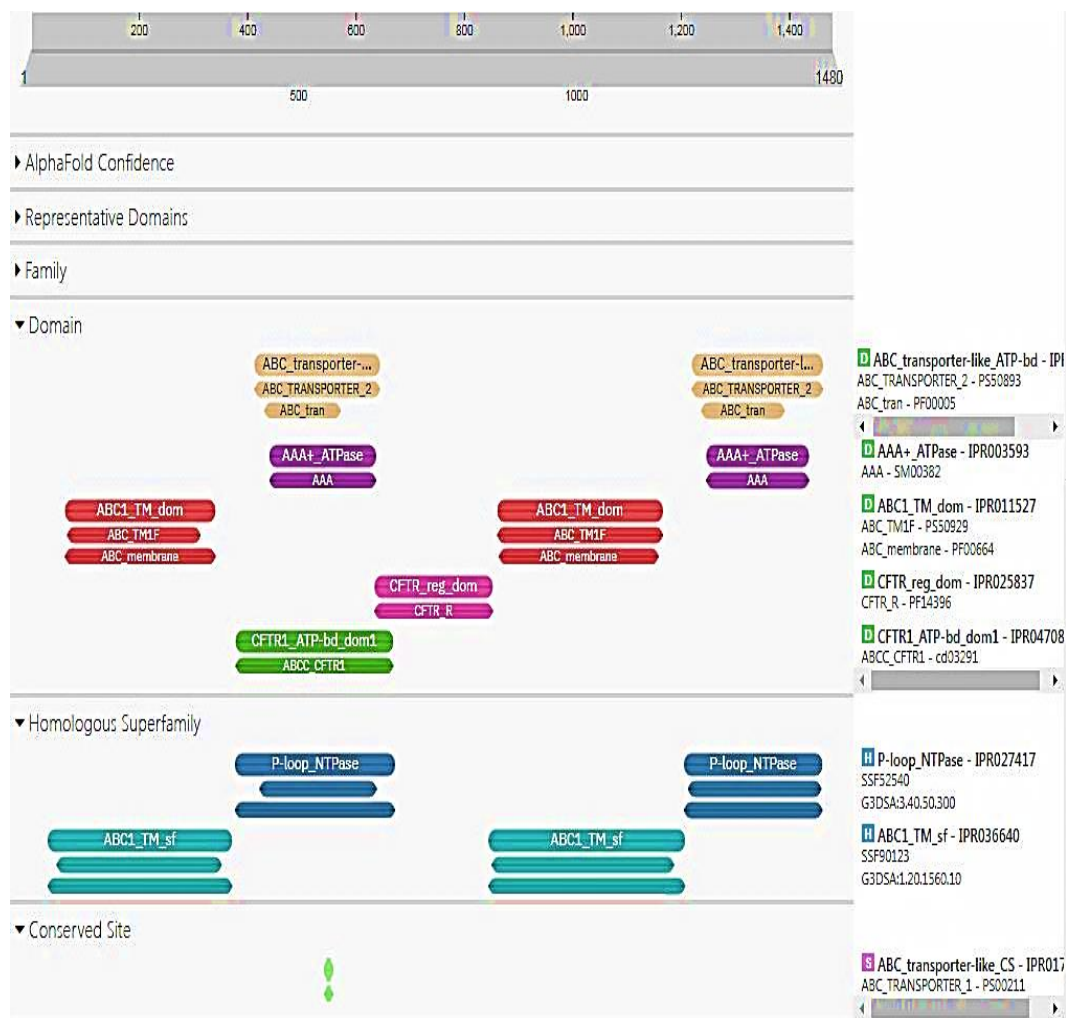 200 400 600 800 1,000 1,200 1,400
1 1480
500 1000
AlphaFold Confidence
Representative Domains
Family
Domain
ABC_transporter-... ABC_transporter-l... D ABC_transporter-like_ATP-bd - IPI
ABC_TRANSPORTER_2 ABC_TRANSPORTER_2 ABC_TRANSPORTER_2 - PS50893
ABC_tran ABC_tran ABC_tran - PF00005
AAA+_ATPase AAA+_ATPase D AAA+_ATPase - IPR003593
AAA AAA AAA - SM00382
ABC1_TM_dom ABC1_TM_dom D ABC1_TM_dom - IPR011527
ABC_TM1F ABC_TM1F ABC_TM1F - PS50929
ABC_membrane ABC_membrane ABC_membrane - PF00664
CFTR_reg_dom D CFTR_reg_dom - IPR025837
CFTR_R CFTR_R - PF14396
CFTR1_ATP-bd_dom1 D CFTR1_ATP-bd_dom1 - IPR04708
ABCC_CFTR1 ABCC_CFTR1 - cd03291
Homologous Superfamily
P-loop_NTPase P-loop_NTPase H P-loop_NTPase - IPR027417
SSF52540
G3DSA:3.40.50.300
ABC1_TM_sf ABC1_TM_sf H ABC1_TM_sf - IPR036640
SSF90123
G3DSA:1.20.1560.10
Conserved Site
S ABC_transporter-like_CS - IPR017
ABC_TRANSPORTER_1 - PS00211